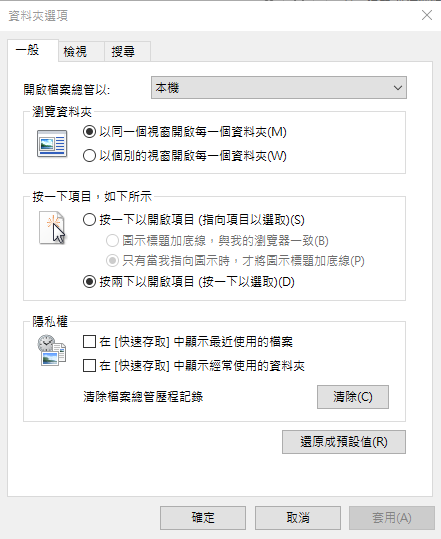 資料夾選項
一般 檢視 搜尋
開啟檔案總管以: 本機
瀏覽資料夾
以同一個視窗開啟每一個資料夾(M)
以個別的視窗開啟每一個資料夾(W)
按一下項目，如下所示
按一下以開啟項目 (指向項目以選取)(S)
圖示標題加底線，與我的瀏覽器一致(B)
只有當我指向圖示時，才將圖示標題加底線(P)
按兩下以開啟項目 (按一下以選取)(D)
隱私權
在 [快速存取] 中顯示最近使用的檔案
在 [快速存取] 中顯示經常使用的資料夾
清除檔案總管歷程記錄 清除(C)
還原成預設值(R)
確定 取消 套用(A)